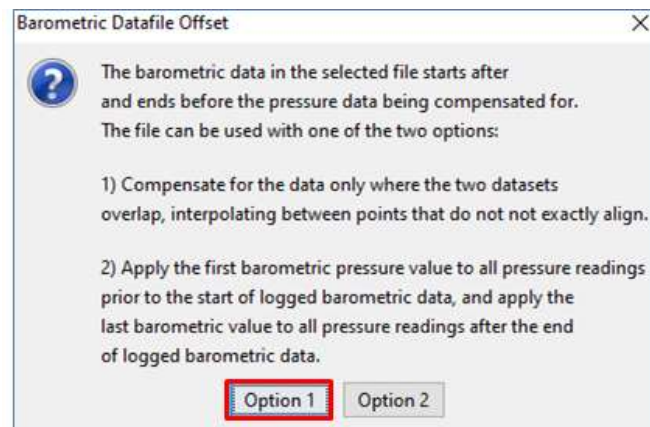 Barometric Datafile Offset
The barometric data in the selected file starts after
and ends before the pressure data being compensated for.
The file can be used with one of the two options:
1) Compensate for the data only where the two datasets
overlap, interpolating between points that do not not exactly align.
2) Apply the first barometric pressure value to all pressure readings
prior to the start of logged barometric data, and apply the
last barometric value to all pressure readings after the end
of logged barometric data.
Option 1 Option 2